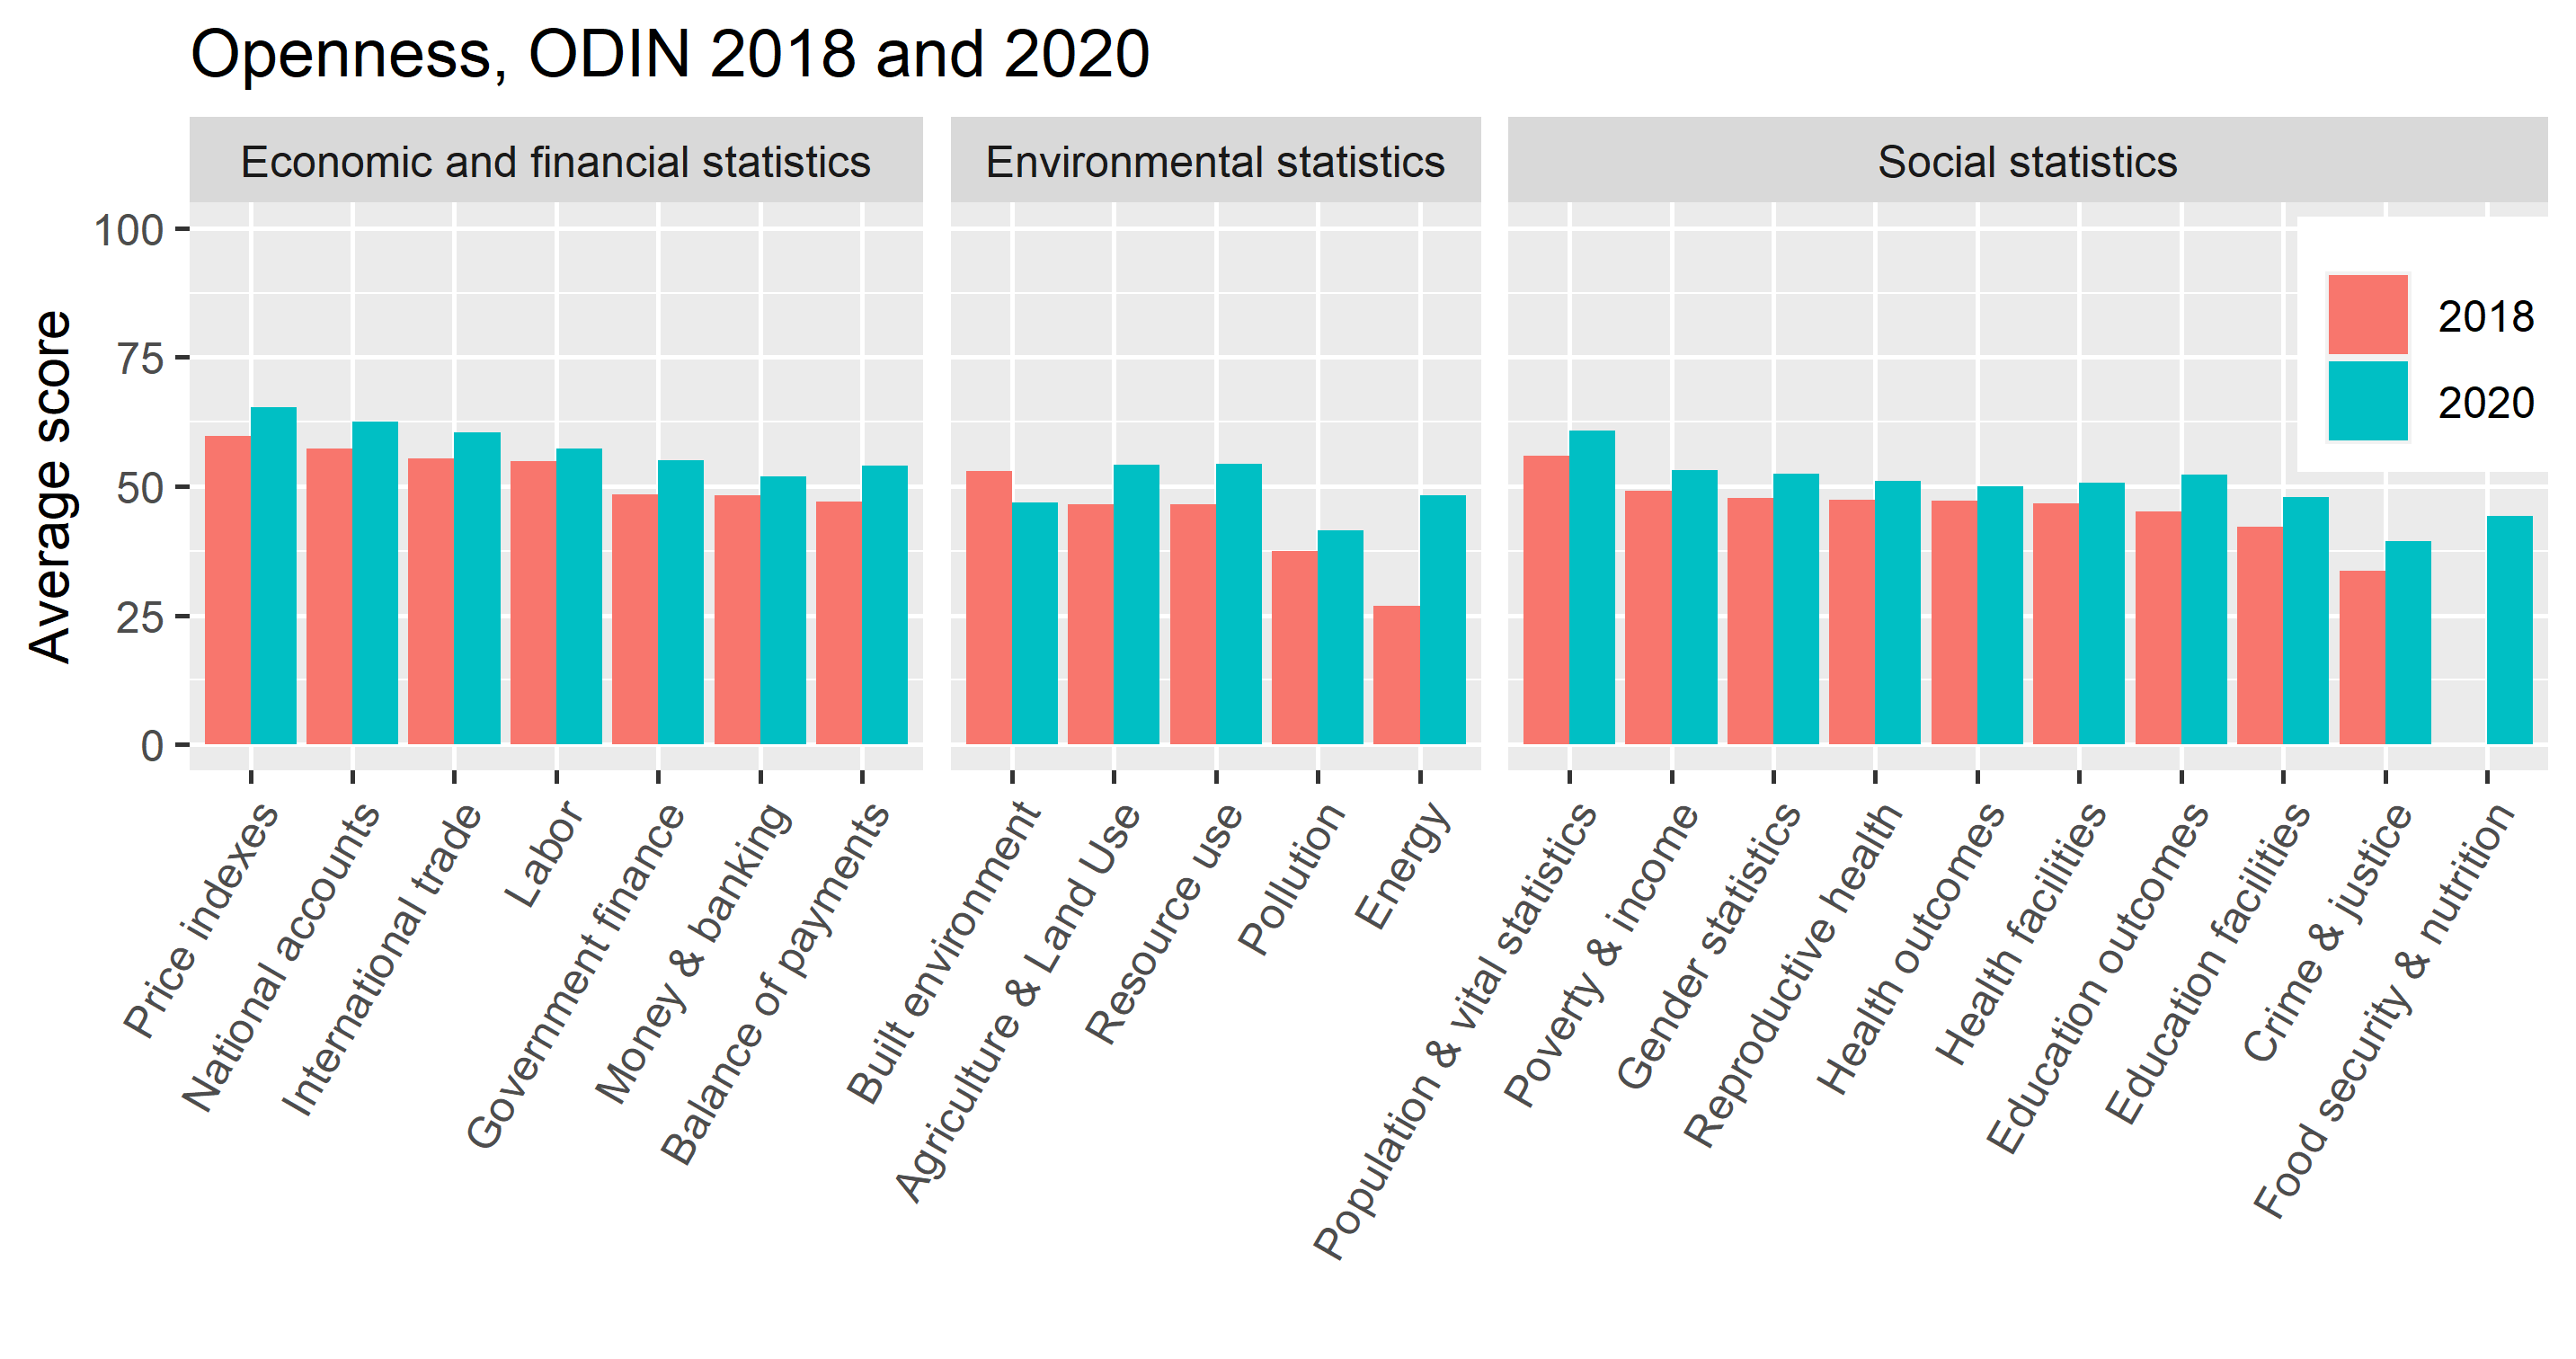 Openness, ODIN 2018 and 2020
Economic and financial statistics
Environmental statistics
Social statistics
Average score
100
75
50
25
0
2018
2020
Price indexes
National accounts
International trade
Labor
Government finance
Money & banking
Balance of payments
Built environment
Agriculture & Land Use
Resource use
Pollution
Energy
Population & vital statistics
Poverty & income
Gender statistics
Reproductive health
Health outcomes
Health facilities
Education outcomes
Education facilities
Crime & justice
Food security & nutrition